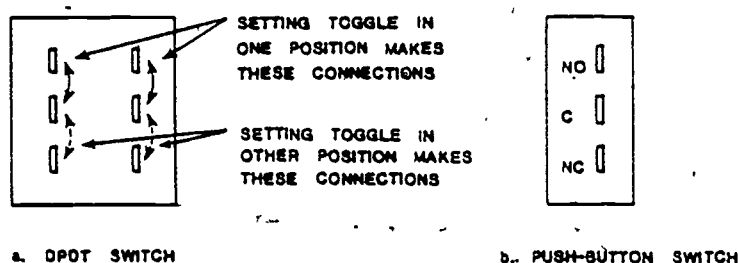 SETTING TOGGLE IN
ONE POSITION MAKES
THESE CONNECTIONS
SETTING TOGGLE IN
OTHER POSITION MAKES
THESE CONNECTIONS
NO
C
NC
a. DPDT SWITCH
b. PUSH-BUTTON SWITCH